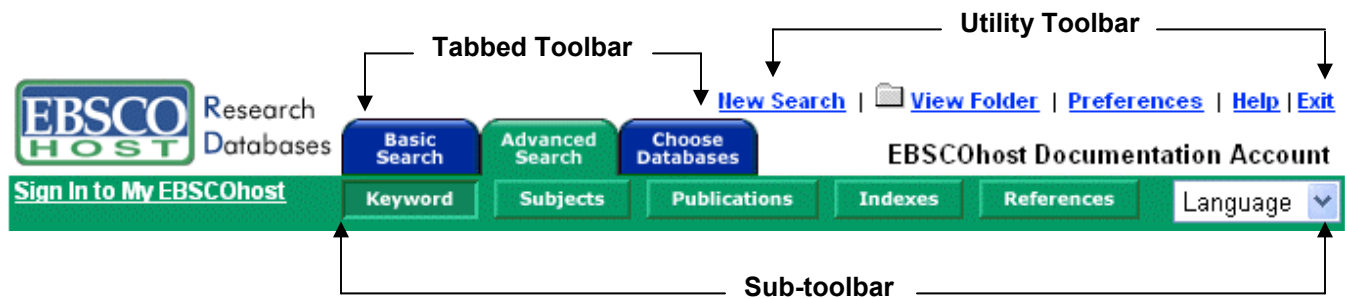 Utility Toolbar
Tabbed Toolbar
New Search | View Folder | Preferences | Help | Exit
EBSCO
HOST
Research
Databases
Basic
Search
Advanced
Search
Choose
Databases
EBSCOhost Documentation Account
Sign In to My EBSCOhost
Keyword
Subjects
Publications
Indexes
References
Language
Sub-toolbar